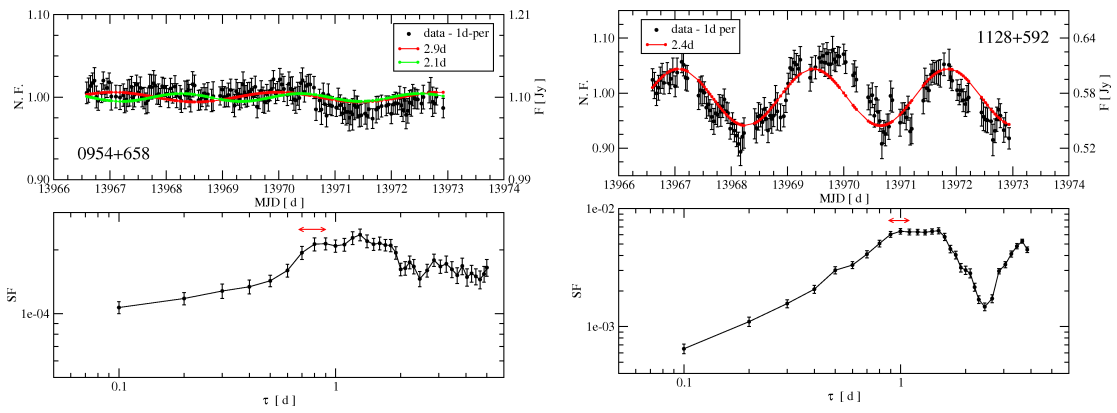 1.10
1.21
data - 1d-per
2.9d
2.1d
N. F.
1.00
1.10
F [ Jy ]
0954+658
0.90
0.99
13966 13967 13968 13969 13970 13971 13972 13973 13974
MJD [ d ]
SF
1e-04
0.1 1
τ [ d ]
1.10
data - 1d-per
2.4d
1128+592
0.64
1.05
N. F.
1.00
0.58
F [ Jy ]
0.95
0.90
0.52
13966 13967 13968 13969 13970 13971 13972 13973 13974
MJD [ d ]
1e-02
SF
1e-03
0.1 1
τ [ d ]